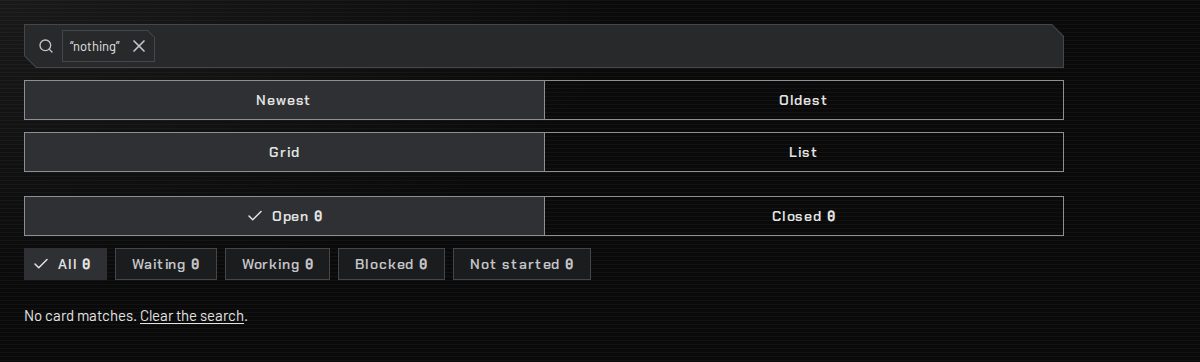 "nothing"
Newest Oldest
Grid List
Open 0 Closed 0
All 0 Waiting 0 Working 0 Blocked 0 Not started 0
No card matches. Clear the search.